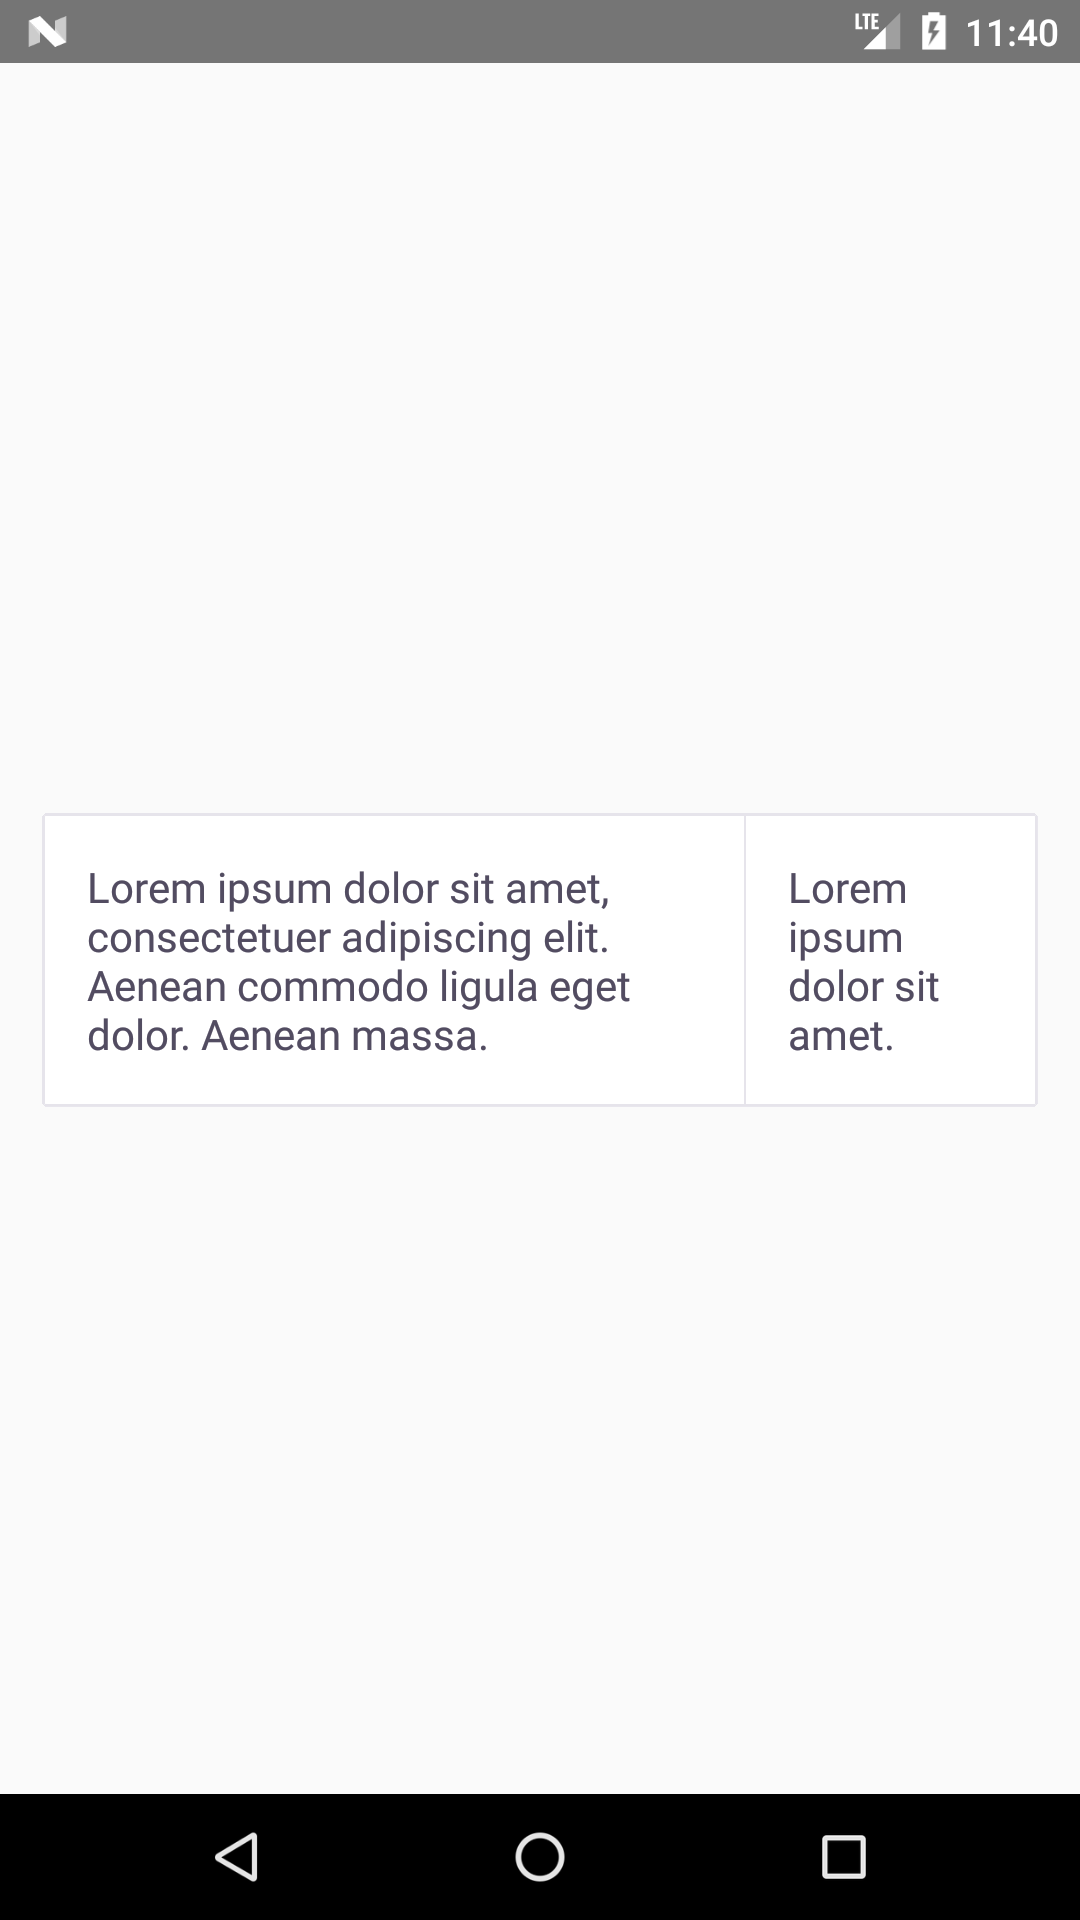 LTE 11:40
Lorem ipsum dolor sit amet,
consectetuer adipiscing elit.
Aenean commodo ligula eget
dolor. Aenean massa.
Lorem
ipsum
dolor sit
amet.